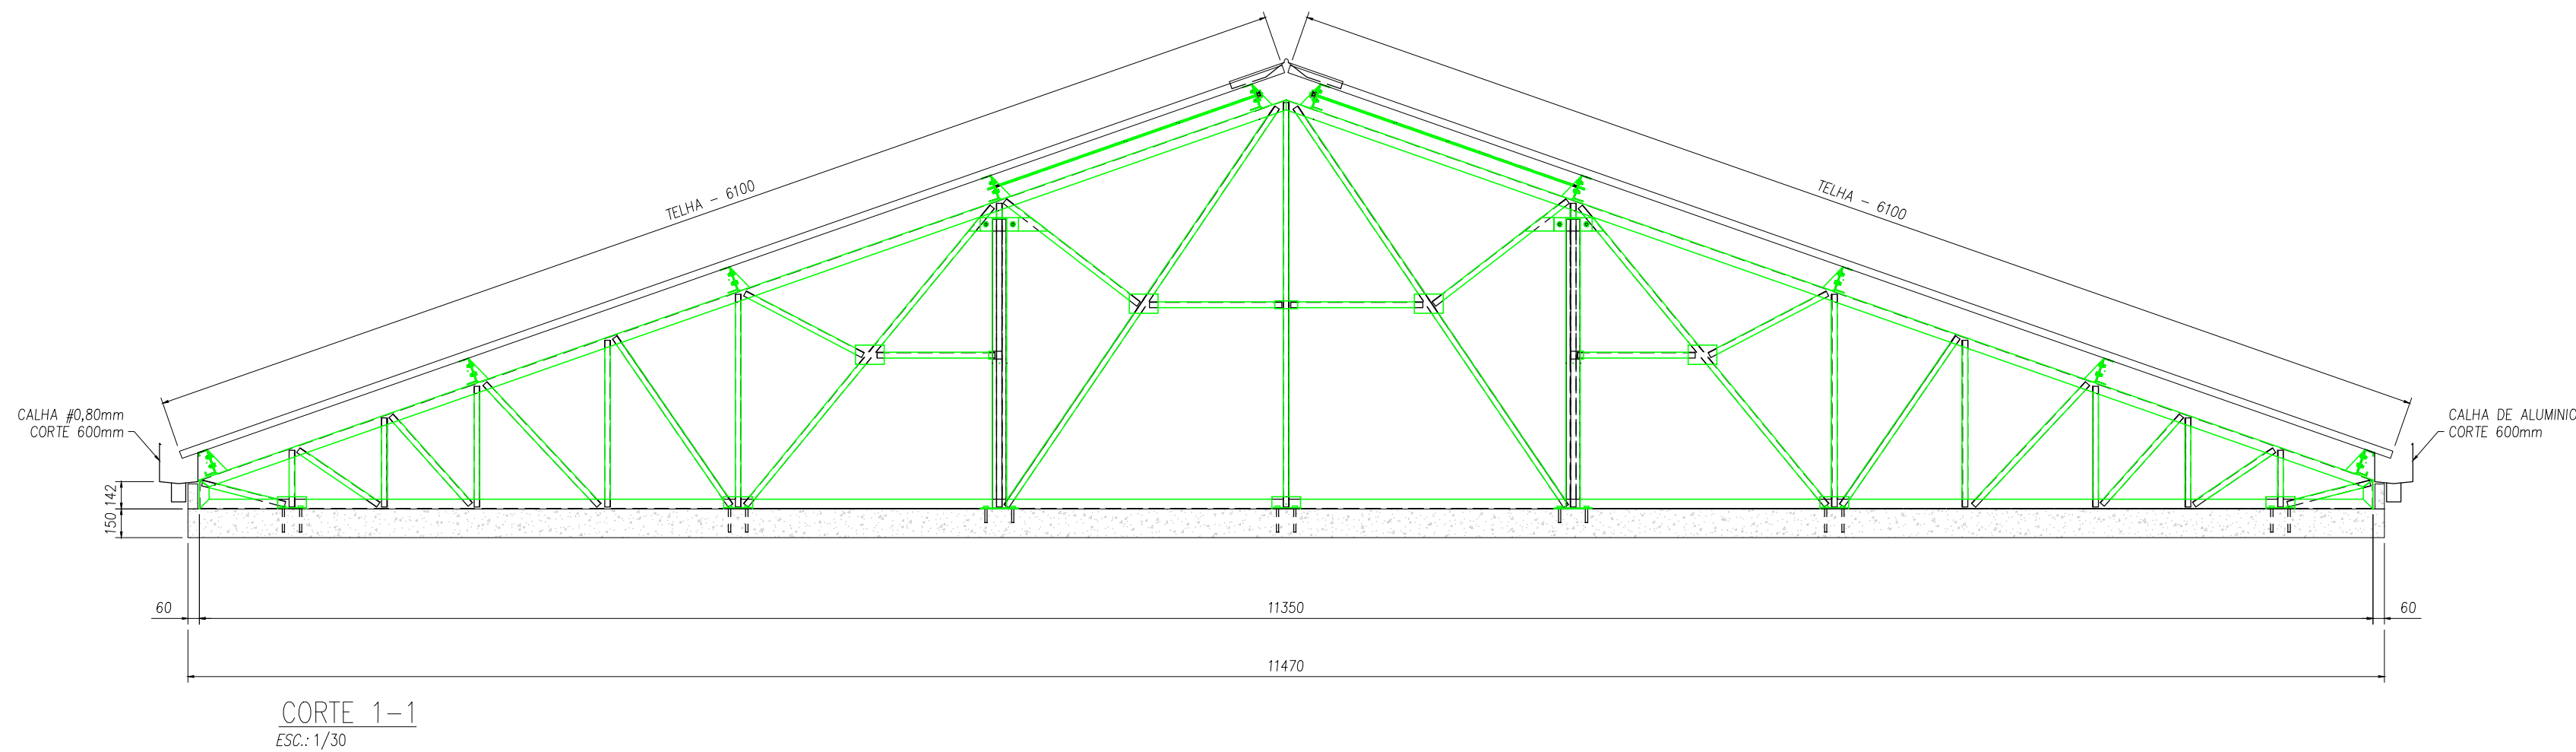 TELHA - 6100
TELHA - 6100
CALHA #0,80mm
CORTE 600mm
CALHA DE ALUMINIO
CORTE 600mm
142
150
60
11350
60
11470
CORTE 1-1
ESC.: 1/30